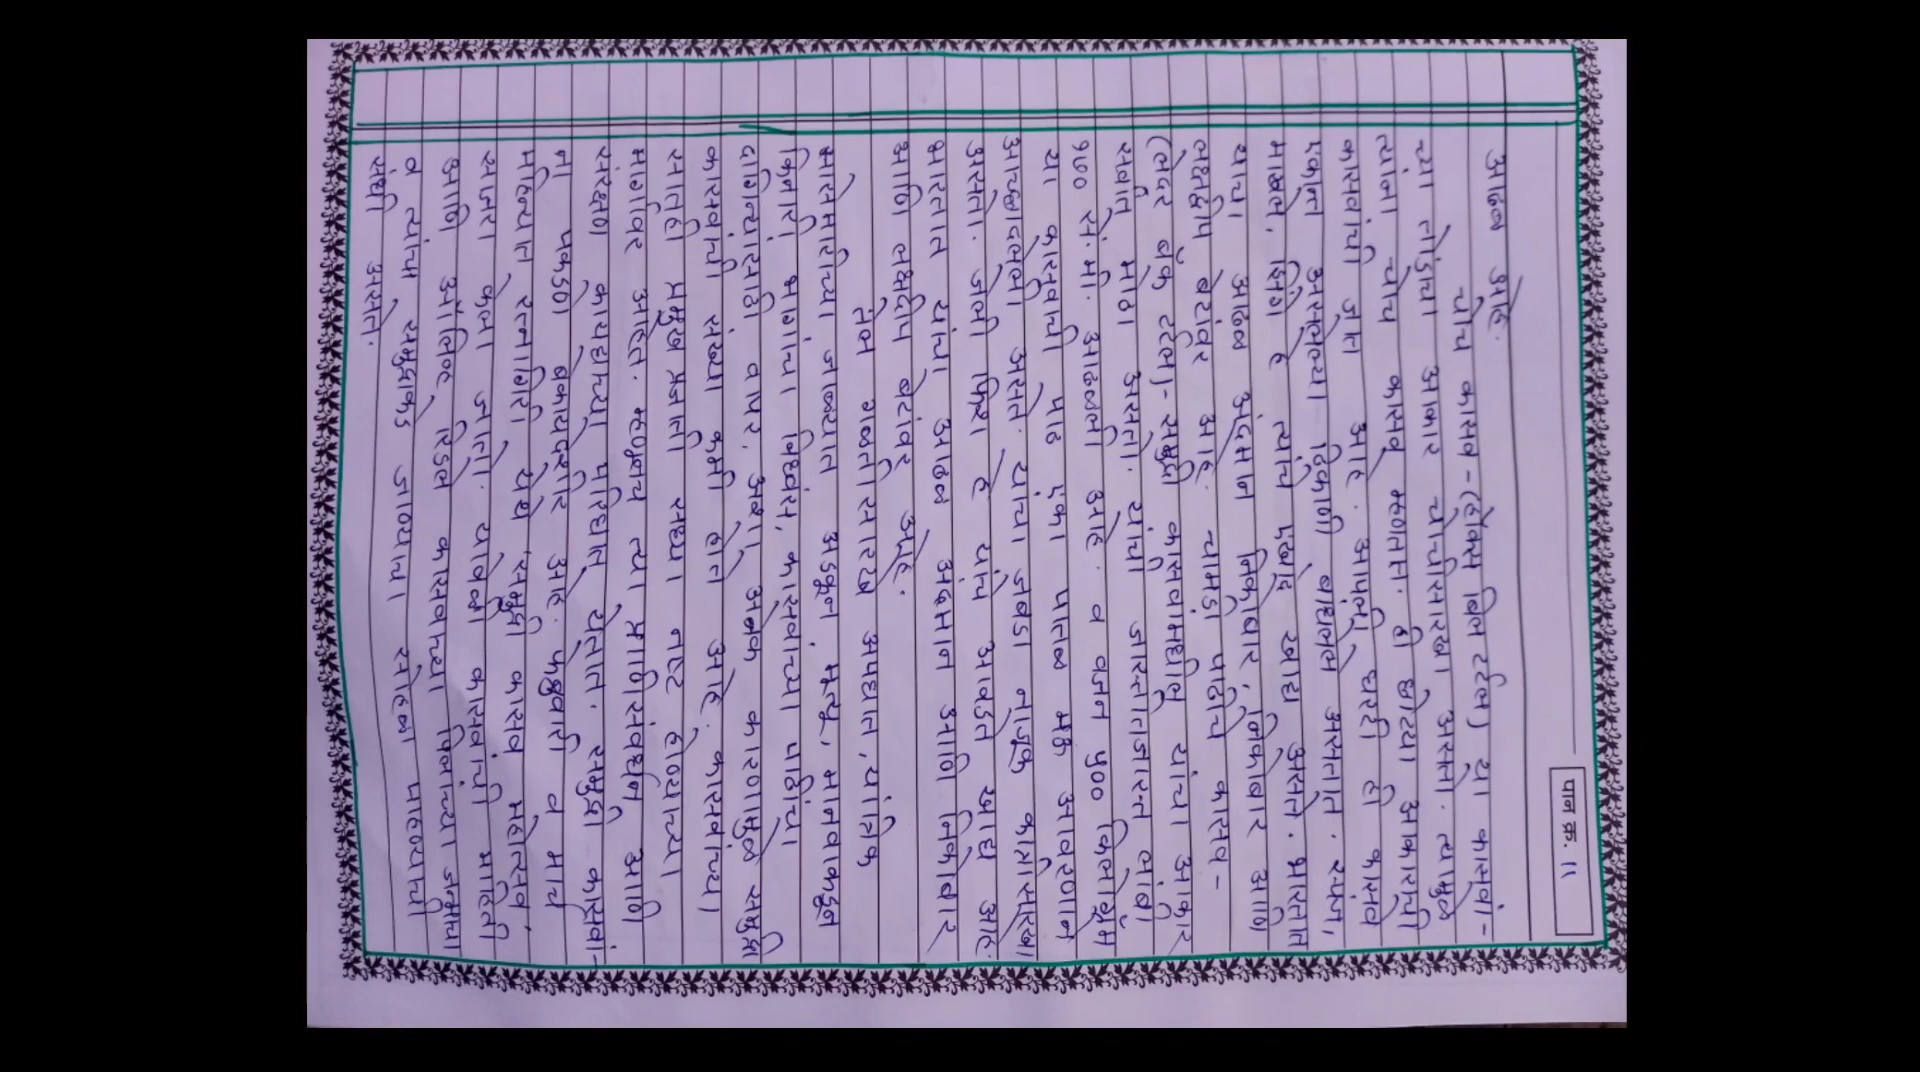 पान क्र. 11
आढळ आहे.
चोच कासव - (हॉक्स बिल टर्टल) या कासवां-
च्या तोंडाचा आकार चोचीसारखा असतो. त्यामुळे
त्यांना चोच कासव म्हणतात. ही छोट्या आकाराची
कासवांची जात आहे. आपली घरटी ही कासव
एकांत असलेल्या ठिकाणी बांधलेले असतात. स्पंज,
माखले, झिंगे हे त्यांचे खाद्य असते. भारतात
याचा आढळ अंदमान निकोबार, निकोबार आणि
लक्षद्वीप बेटांवर आहे. चामडी पाठीचे कासव -
(लेदर बॅक टर्टल) - समुद्री कासवांमधील यांचा आकार
सर्वात मोठा असतो. यांची जास्तीतजास्त लांबी
१७० सें.मी. आढळली आहे. व वजन ५०० किलोग्रॅम
या कासवाची पाठ एका पातळ मऊ आवरणाने
आच्छादलेली असते. याचा जबडा नाजूक कात्रीसारखा
असतो. जेली फिश हे यांचे आवडते खाद्य आहे.
भारतात यांचा आढळ अंदमान आणि निकोबार
आणि लक्षद्वीप बेटांवर आहे.
तेल गळतीसारखे अपघात, यांत्रिक
मासेमारीच्या जाळ्यात अडकून मृत्यू, मानवाकडून
किनारी भागांचा विध्वंस, कासवांच्या पाठीचा
दागिन्यांसाठी वापर, अशा अनेक कारणामुळे समुद्री
कासवांची संख्या कमी होत आहे. कासवांच्या
सातही प्रमुख प्रजाती सध्या नष्ट होण्याच्या
मार्गावर आहेत. म्हणूनच त्या प्राणिसंवर्धन आणि
संरक्षण कायद्याच्या परिघात येतात. समुद्री कासवां-
ना पकडणे बेकायदेशीर आहे. फेब्रुवारी व मार्च
महिन्यात रत्नागिरी येथे समुद्री कासव महोत्सव
साजरा केला जातो. यावेळी कासवांची माहिती
आणि ऑलिव्ह रिडले कासवाच्या पिलांच्या जन्माचा
व त्यांचा समुद्राकडे जाण्याचा सोहळा पाहण्याची
संधी असते.